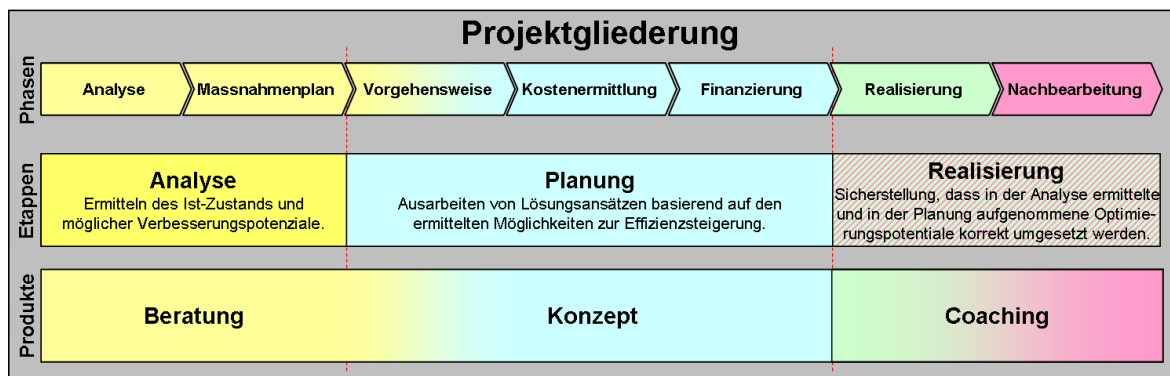 Projektgliederung
Phasen
Analyse
Massnahmenplan
Vorgehensweise
Kostenermittlung
Finanzierung
Realisierung
Nachbearbeitung
Etappen
Analyse
Ermitteln des Ist-Zustands und
möglicher Verbesserungspotenziale.
Planung
Ausarbeiten von Lösungsansätzen basierend auf den
ermittelten Möglichkeiten zur Effizienzsteigerung.
Realisierung
Sicherstellung, dass in der Analyse ermittelte
und in der Planung aufgenommene Optimie-
rungspotentiale korrekt umgesetzt werden.
Produkte
Beratung
Konzept
Coaching